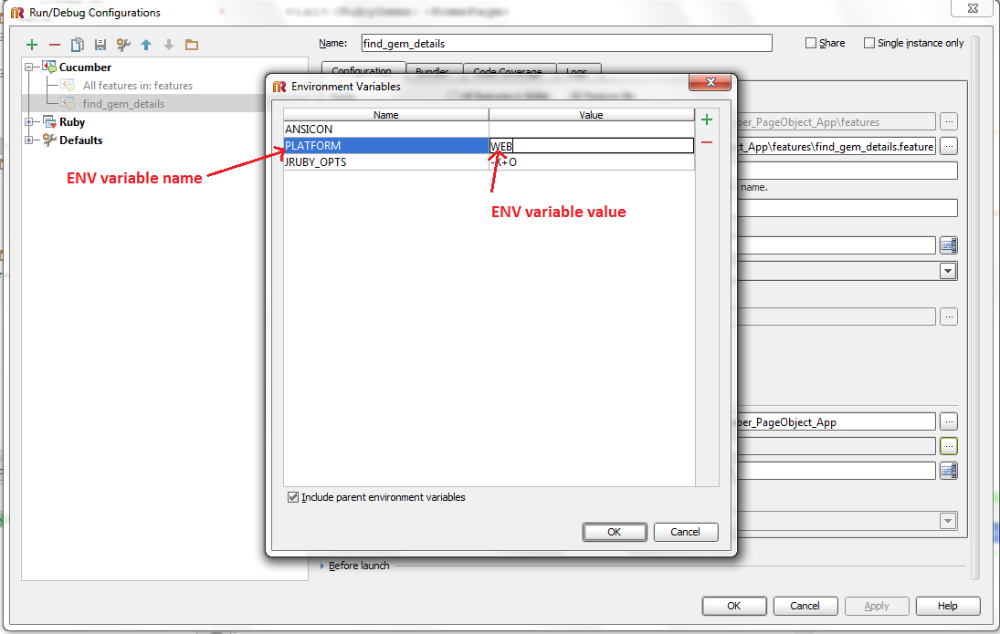 Run/Debug Configurations
Name: find_gem_details
Share
Single instance only
Cucumber
All features in: features
find_gem_details
Ruby
Defaults
Configuration Bundler Code Coverage Logs
Environment Variables
Name Value
ANSICON
PLATFORM WEB
JRUBY_OPTS -X+O
ENV variable name
ENV variable value
ber_PageObject_App\features
ct_App\features\find_gem_details.feature
name.
ber_PageObject_App
Include parent environment variables
OK Cancel
Before launch
OK Cancel Apply Help